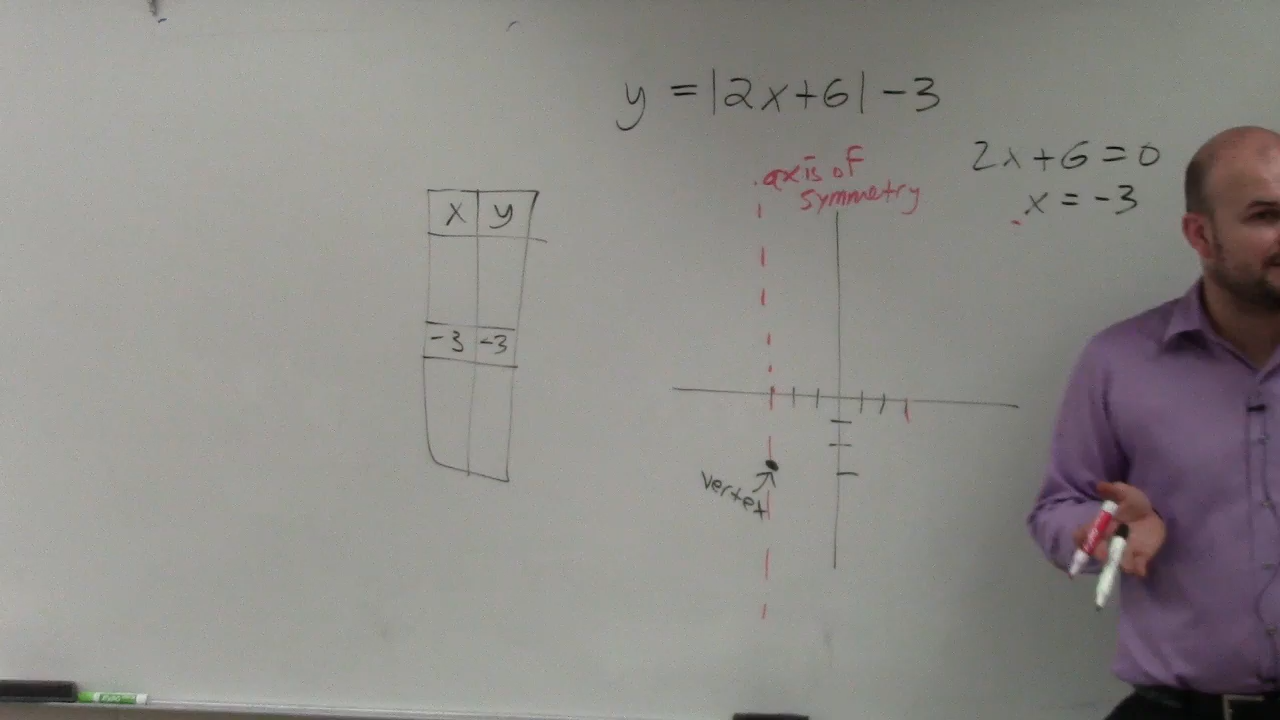 y = |2x+6| -3
2x+6=0
x = -3
axis of
symmetry
x y
-3 -3
vertex